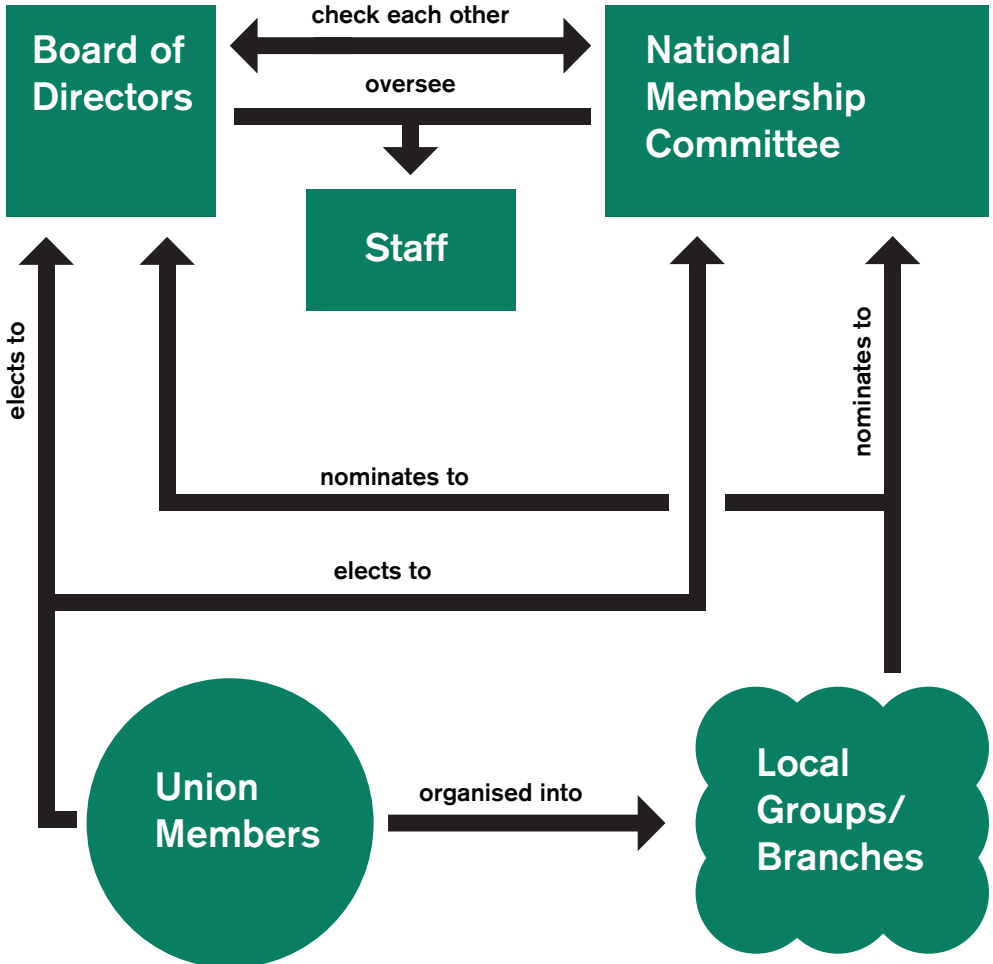 check each other
Board of
Directors
National
Membership
Committee
oversee
Staff
elects to
nominates to
nominates to
elects to
Union
Members
organised into
Local
Groups/
Branches